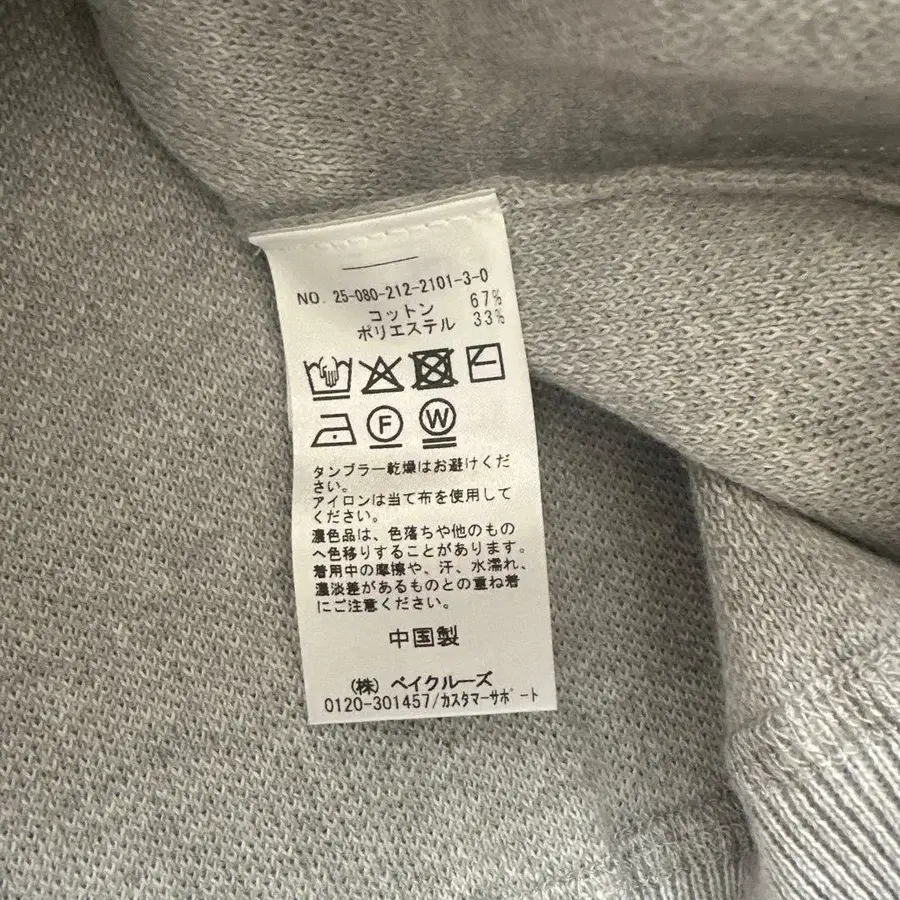 NO. 25-080-212-2101-3-0
コットン 67%
ポリエステル 33%
F W
タンブラー乾燥はお避けくだ
さい。
アイロンは当て布を使用して
ください。
濃色品は、色落ちや他のもの
へ色移りすることがあります。
着用中の摩擦や、汗、水濡れ、
濃淡差があるものとの重ね着
にご注意ください。
中国製
(株) ベイクルーズ
0120-301457/カスタマーサポート